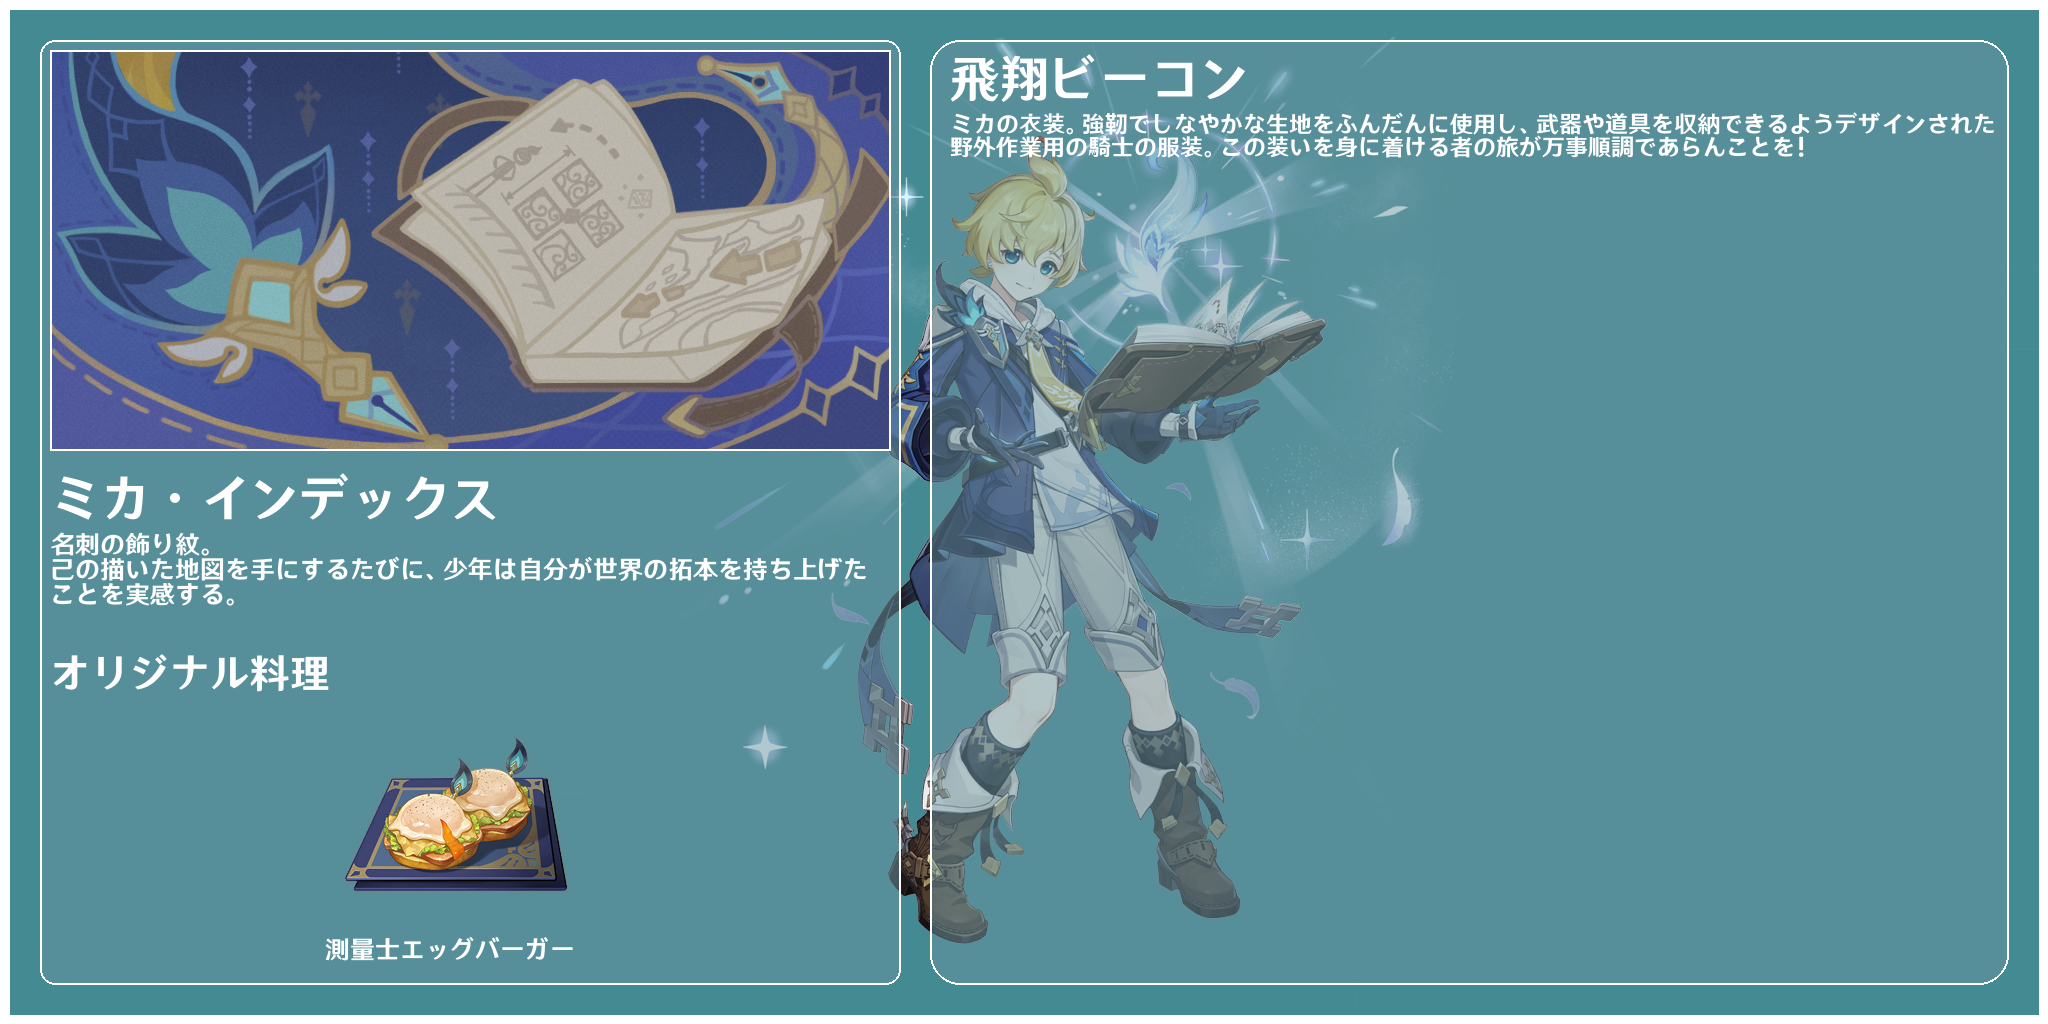 ミカ・インデックス
名刺の飾り紋。
己の描いた地図を手にするたびに、少年は自分が世界の拓本を持ち上げた
ことを実感する。
オリジナル料理
測量士エッグバーガー
飛翔ビーコン
ミカの衣装。強靭でしなやかな生地をふんだんに使用し、武器や道具を収納できるようデザインされた
野外作業用の騎士の服装。この装いを身に着ける者の旅が万事順調であらんことを!